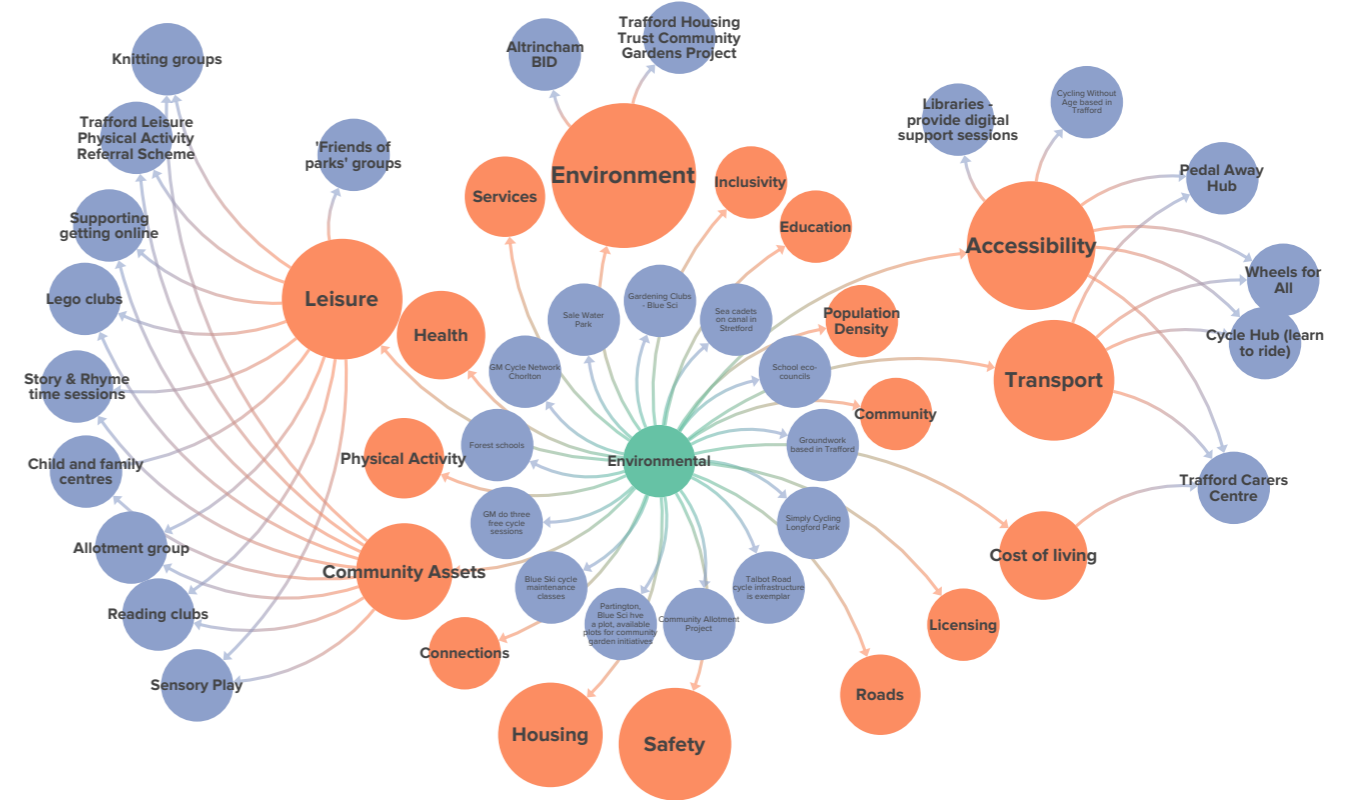 Knitting groups
Trafford Leisure
Physical Activity
Referral Scheme
Supporting
getting online
Lego clubs
Story & Rhyme
time sessions
Child and family
centres
Allotment group
Reading clubs
Sensory Play
'Friends of
parks' groups
Leisure
Health
Physical Activity
Community Assets
Connections
Altrincham
BID
Trafford Housing
Trust Community
Gardens Project
Environment
Services
Inclusivity
Education
Sale Water
Park
Gardening Clubs
- Blue Sci
Sea cadets
on canal in
Stretford
GM Cycle Network
Chorlton
School eco-
councils
Population
Density
Community
Forest schools
Environmental
Groundwork
based in Trafford
GM do three
free cycle
sessions
Simply Cycling
Longford Park
Blue Ski cycle
maintenance
classes
Partington,
Blue Sci hve
a plot, available
plots for community
garden initiatives
Community Allotment
Project
Talbot Road
cycle infrastructure
is exemplar
Housing
Safety
Roads
Licensing
Cost of living
Libraries -
provide digital
support sessions
Cycling Without
Age based in
Trafford
Pedal Away
Hub
Accessibility
Wheels for
All
Cycle Hub (learn
to ride)
Transport
Trafford Carers
Centre